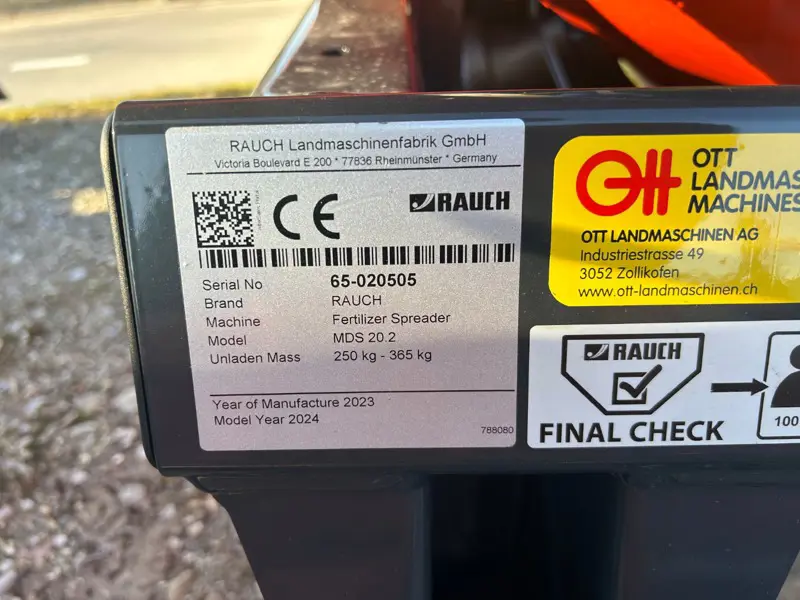 RAUCH Landmaschinenfabrik GmbH
Victoria Boulevard E 200 * 77836 Rheinmünster * Germany
CE
RAUCH
Serial No 65-020505
Brand RAUCH
Machine Fertilizer Spreader
Model MDS 20.2
Unladen Mass 250 kg - 365 kg
Year of Manufacture 2023
Model Year 2024
788080
Ott
OTT
LANDMAS
MACHINES
OTT LANDMASCHINEN AG
Industriestrasse 49
3052 Zollikofen
www.ott-landmaschinen.ch
RAUCH
FINAL CHECK
100